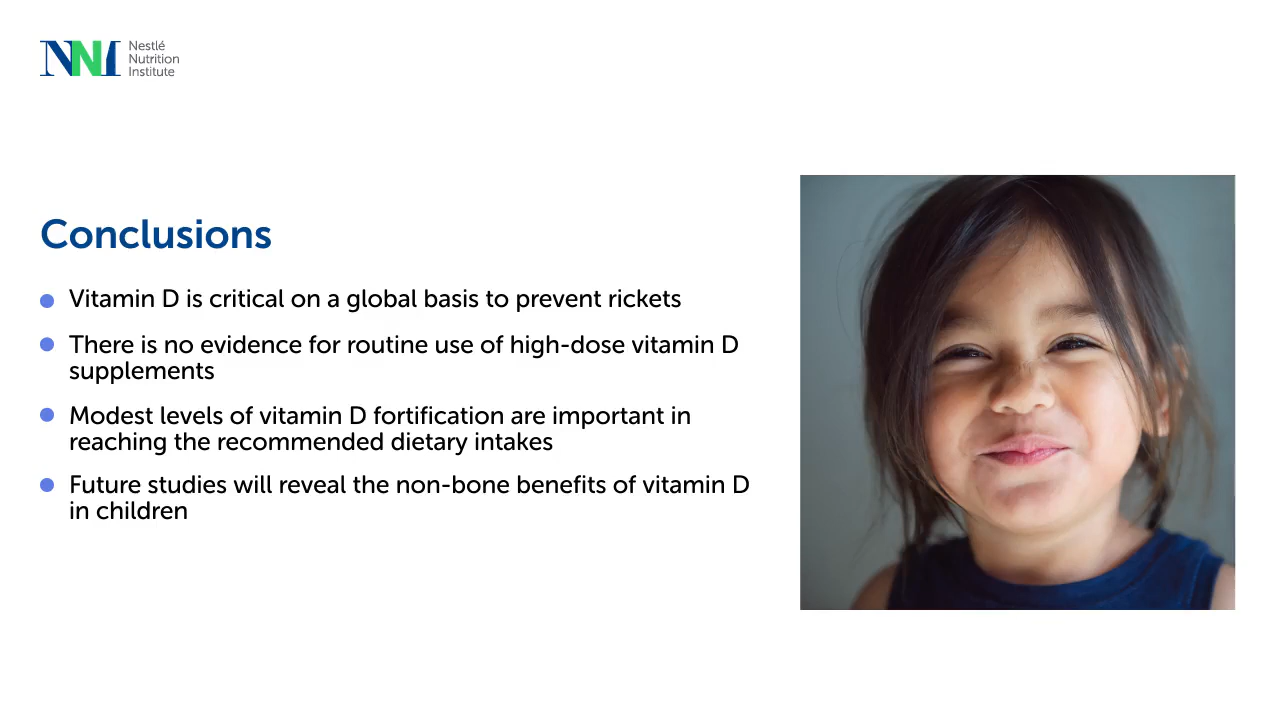 NNI
Nestlé
Nutrition
Institute
Conclusions
Vitamin D is critical on a global basis to prevent rickets
There is no evidence for routine use of high-dose vitamin D
supplements
Modest levels of vitamin D fortification are important in
reaching the recommended dietary intakes
Future studies will reveal the non-bone benefits of vitamin D
in children